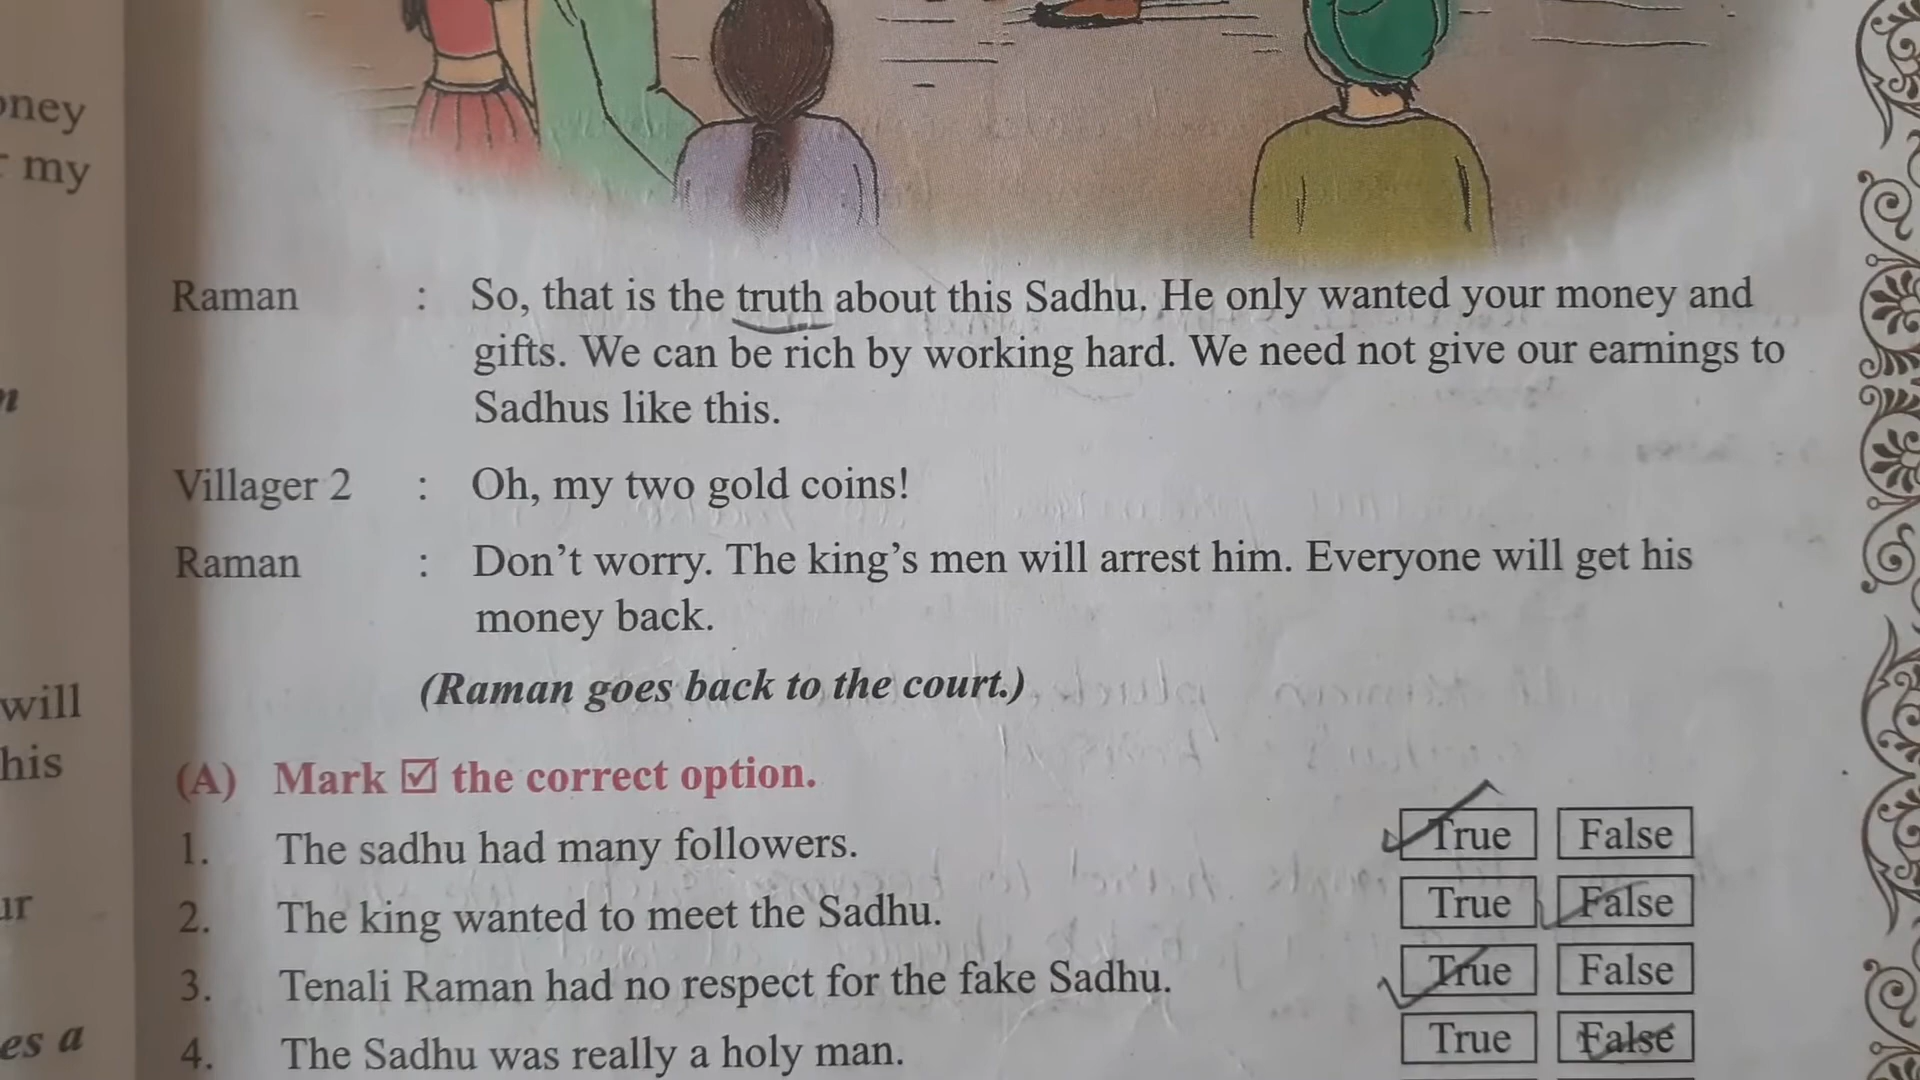 oney
my
n
will
his
ur
es a
Raman : So, that is the truth about this Sadhu. He only wanted your money and
gifts. We can be rich by working hard. We need not give our earnings to
Sadhus like this.
Villager 2 : Oh, my two gold coins!
Raman : Don't worry. The king's men will arrest him. Everyone will get his
money back.
(Raman goes back to the court.)
(A) Mark ☑ the correct option.
1. The sadhu had many followers. True False
2. The king wanted to meet the Sadhu. True False
3. Tenali Raman had no respect for the fake Sadhu. True False
4. The Sadhu was really a holy man. True False